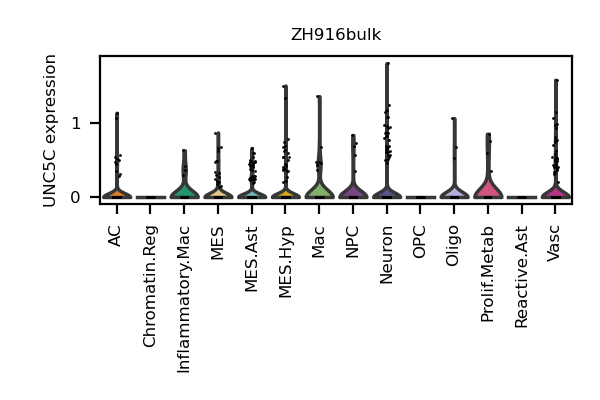 ZH916bulk
UNC5C expression
1
0
AC
Chromatin.Reg
Inflammatory.Mac
MES
MES.Ast
MES.Hyp
Mac
NPC
Neuron
OPC
Oligo
Prolif.Metab
Reactive.Ast
Vasc